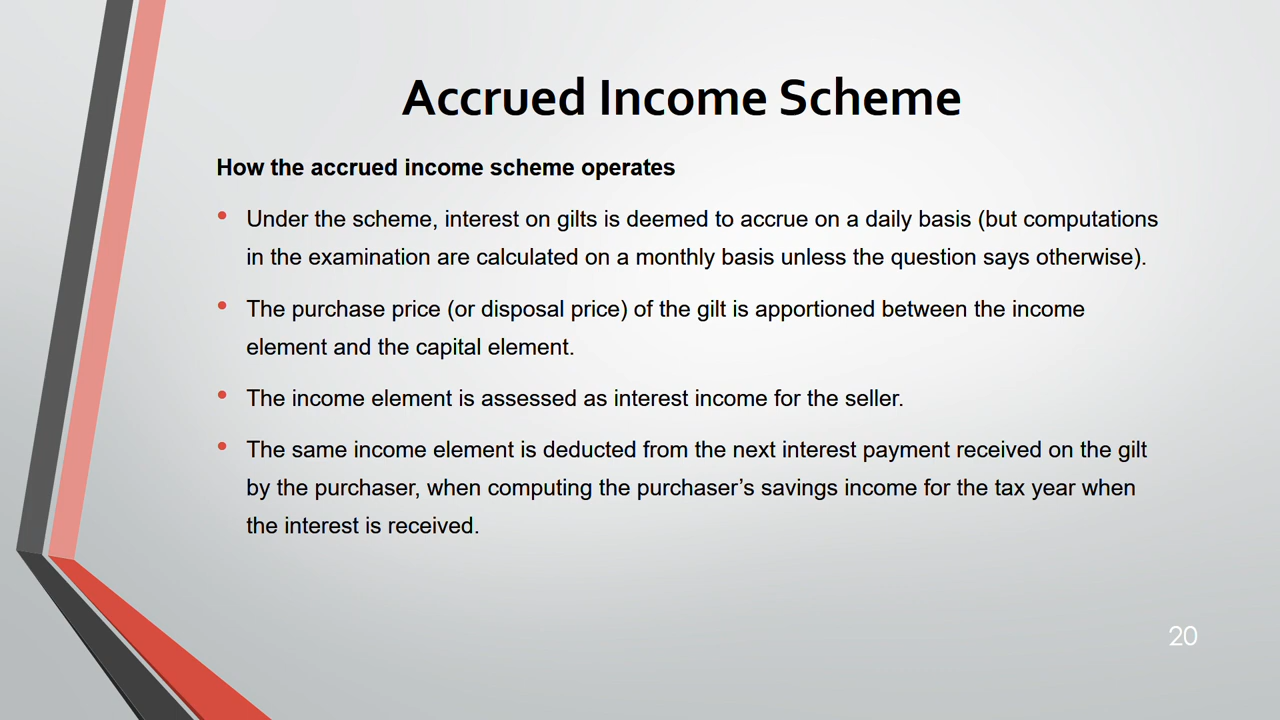 Accrued Income Scheme
How the accrued income scheme operates
• Under the scheme, interest on gilts is deemed to accrue on a daily basis (but computations
in the examination are calculated on a monthly basis unless the question says otherwise).
• The purchase price (or disposal price) of the gilt is apportioned between the income
element and the capital element.
• The income element is assessed as interest income for the seller.
• The same income element is deducted from the next interest payment received on the gilt
by the purchaser, when computing the purchaser’s savings income for the tax year when
the interest is received.
20